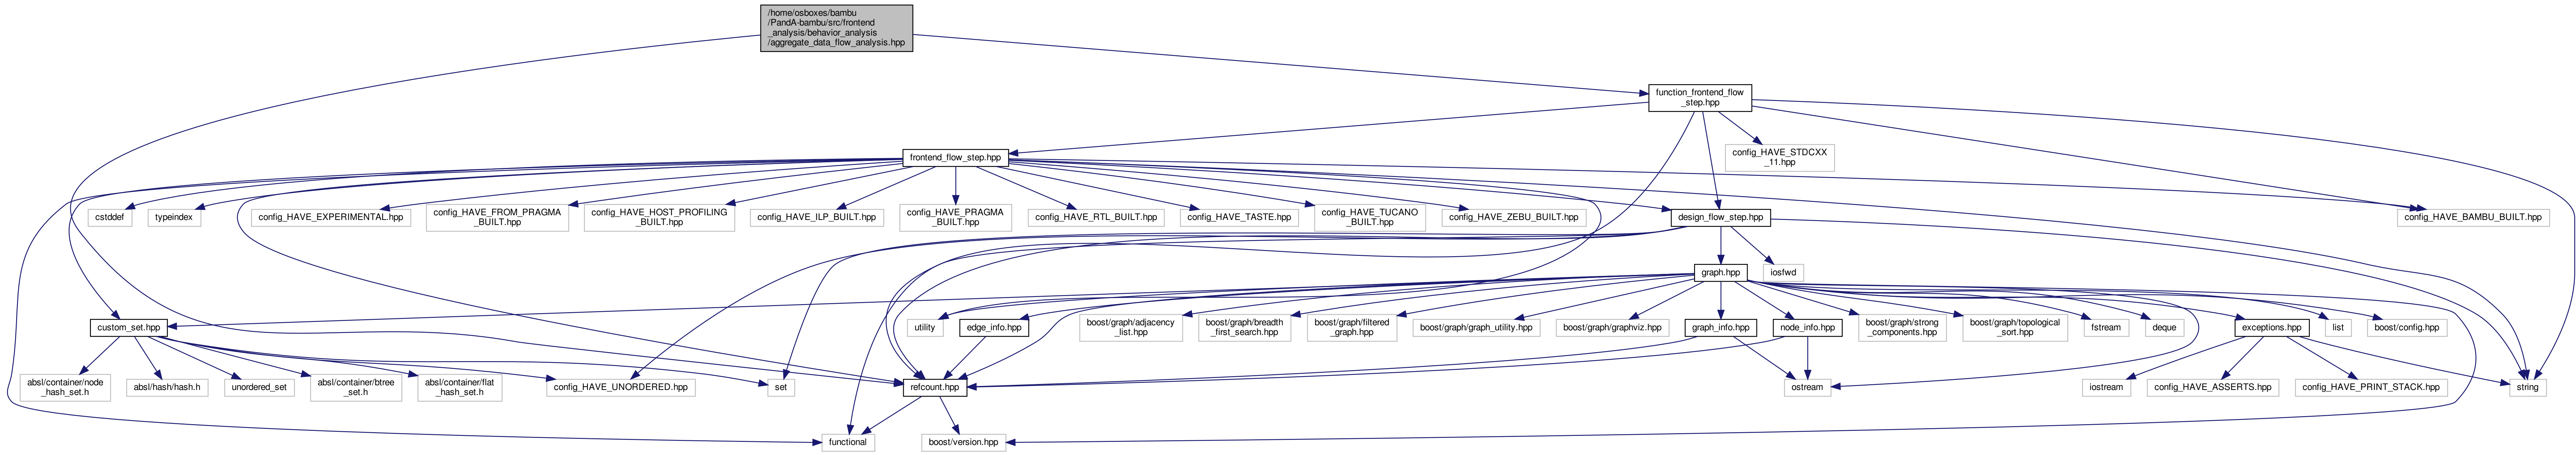 /home/osboxes/bambu
/PandA-bambu/src/frontend
_analysis/behavior_analysis
/aggregate_data_flow_analysis.hpp
function_frontend_flow
_step.hpp
frontend_flow_step.hpp
config_HAVE_STDCXX
_11.hpp
cstddef
typeindex
config_HAVE_EXPERIMENTAL.hpp
config_HAVE_FROM_PRAGMA
_BUILT.hpp
config_HAVE_HOST_PROFILING
_BUILT.hpp
config_HAVE_ILP_BUILT.hpp
config_HAVE_PRAGMA
_BUILT.hpp
config_HAVE_RTL_BUILT.hpp
config_HAVE_TASTE.hpp
config_HAVE_TUCANO
_BUILT.hpp
config_HAVE_ZEBU_BUILT.hpp
design_flow_step.hpp
config_HAVE_BAMBU_BUILT.hpp
graph.hpp
iosfwd
custom_set.hpp
utility
edge_info.hpp
boost/graph/adjacency
_list.hpp
boost/graph/breadth
_first_search.hpp
boost/graph/filtered
_graph.hpp
boost/graph/graph_utility.hpp
boost/graph/graphviz.hpp
graph_info.hpp
node_info.hpp
boost/graph/strong
_components.hpp
boost/graph/topological
_sort.hpp
fstream
deque
exceptions.hpp
list
boost/config.hpp
absl/container/node
_hash_set.h
absl/hash/hash.h
unordered_set
absl/container/btree
_set.h
absl/container/flat
_hash_set.h
config_HAVE_UNORDERED.hpp
set
refcount.hpp
ostream
iostream
config_HAVE_ASSERTS.hpp
config_HAVE_PRINT_STACK.hpp
string
functional
boost/version.hpp